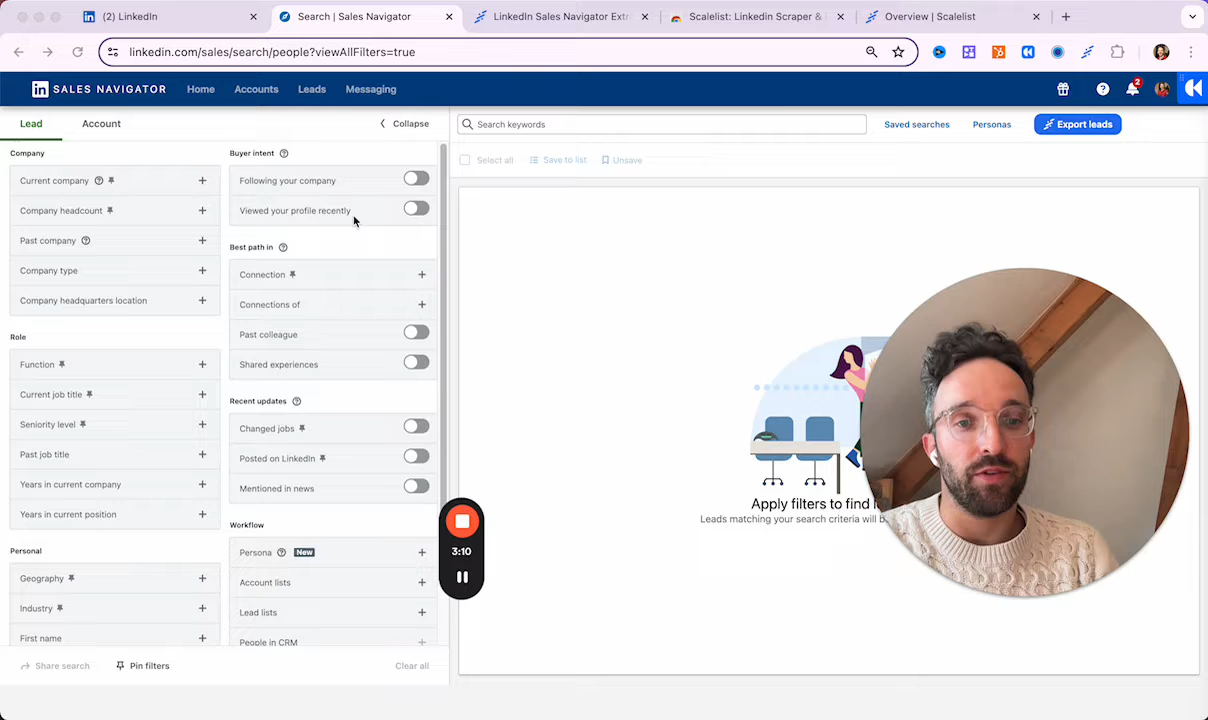 (2) LinkedIn
Search | Sales Navigator
LinkedIn Sales Navigator Extr
Scalelist: Linkedin Scraper &
Overview | Scalelist
linkedin.com/sales/search/people?viewAllFilters=true
in SALES NAVIGATOR
Home
Accounts
Leads
Messaging
2
Lead
Account
Collapse
Search keywords
Saved searches
Personas
Export leads
Select all
Save to list
Unsave
Company
Current company
Company headcount
Past company
Company type
Company headquarters location
Role
Function
Current job title
Seniority level
Past job title
Years in current company
Years in current position
Personal
Geography
Industry
First name
Buyer intent
Following your company
Viewed your profile recently
Best path in
Connection
Connections of
Past colleague
Shared experiences
Recent updates
Changed jobs
Posted on LinkedIn
Mentioned in news
Workflow
Persona New
Account lists
Lead lists
People in CRM
Share search
Pin filters
Clear all
3:10
Apply filters to find
Leads matching your search criteria will